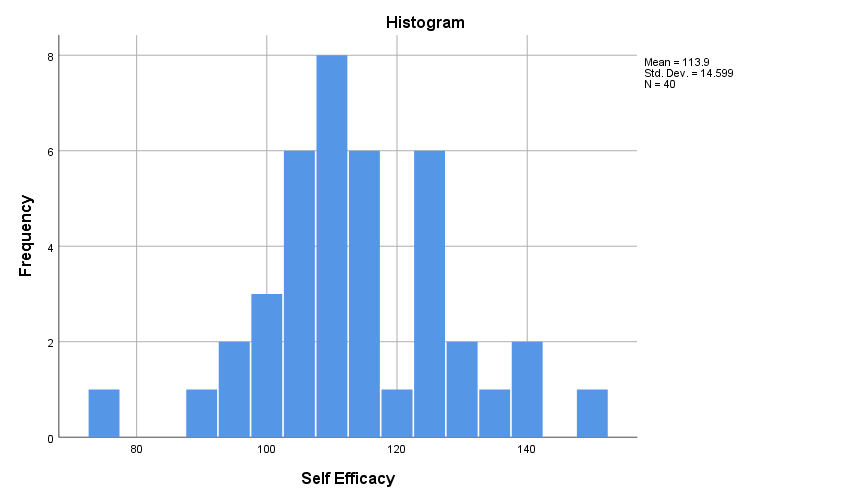 Histogram
Mean = 113.9
Std. Dev. = 14.599
N = 40
8
6
4
2
0
Frequency
80 100 120 140
Self Efficacy